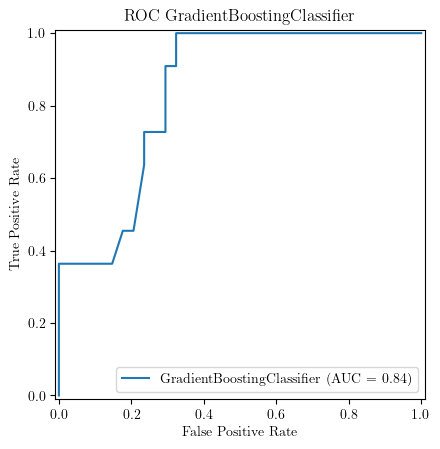 ROC GradientBoostingClassifier
1.0
0.8
0.6
0.4
0.2
0.0
True Positive Rate
GradientBoostingClassifier (AUC = 0.84)
0.0 0.2 0.4 0.6 0.8 1.0
False Positive Rate